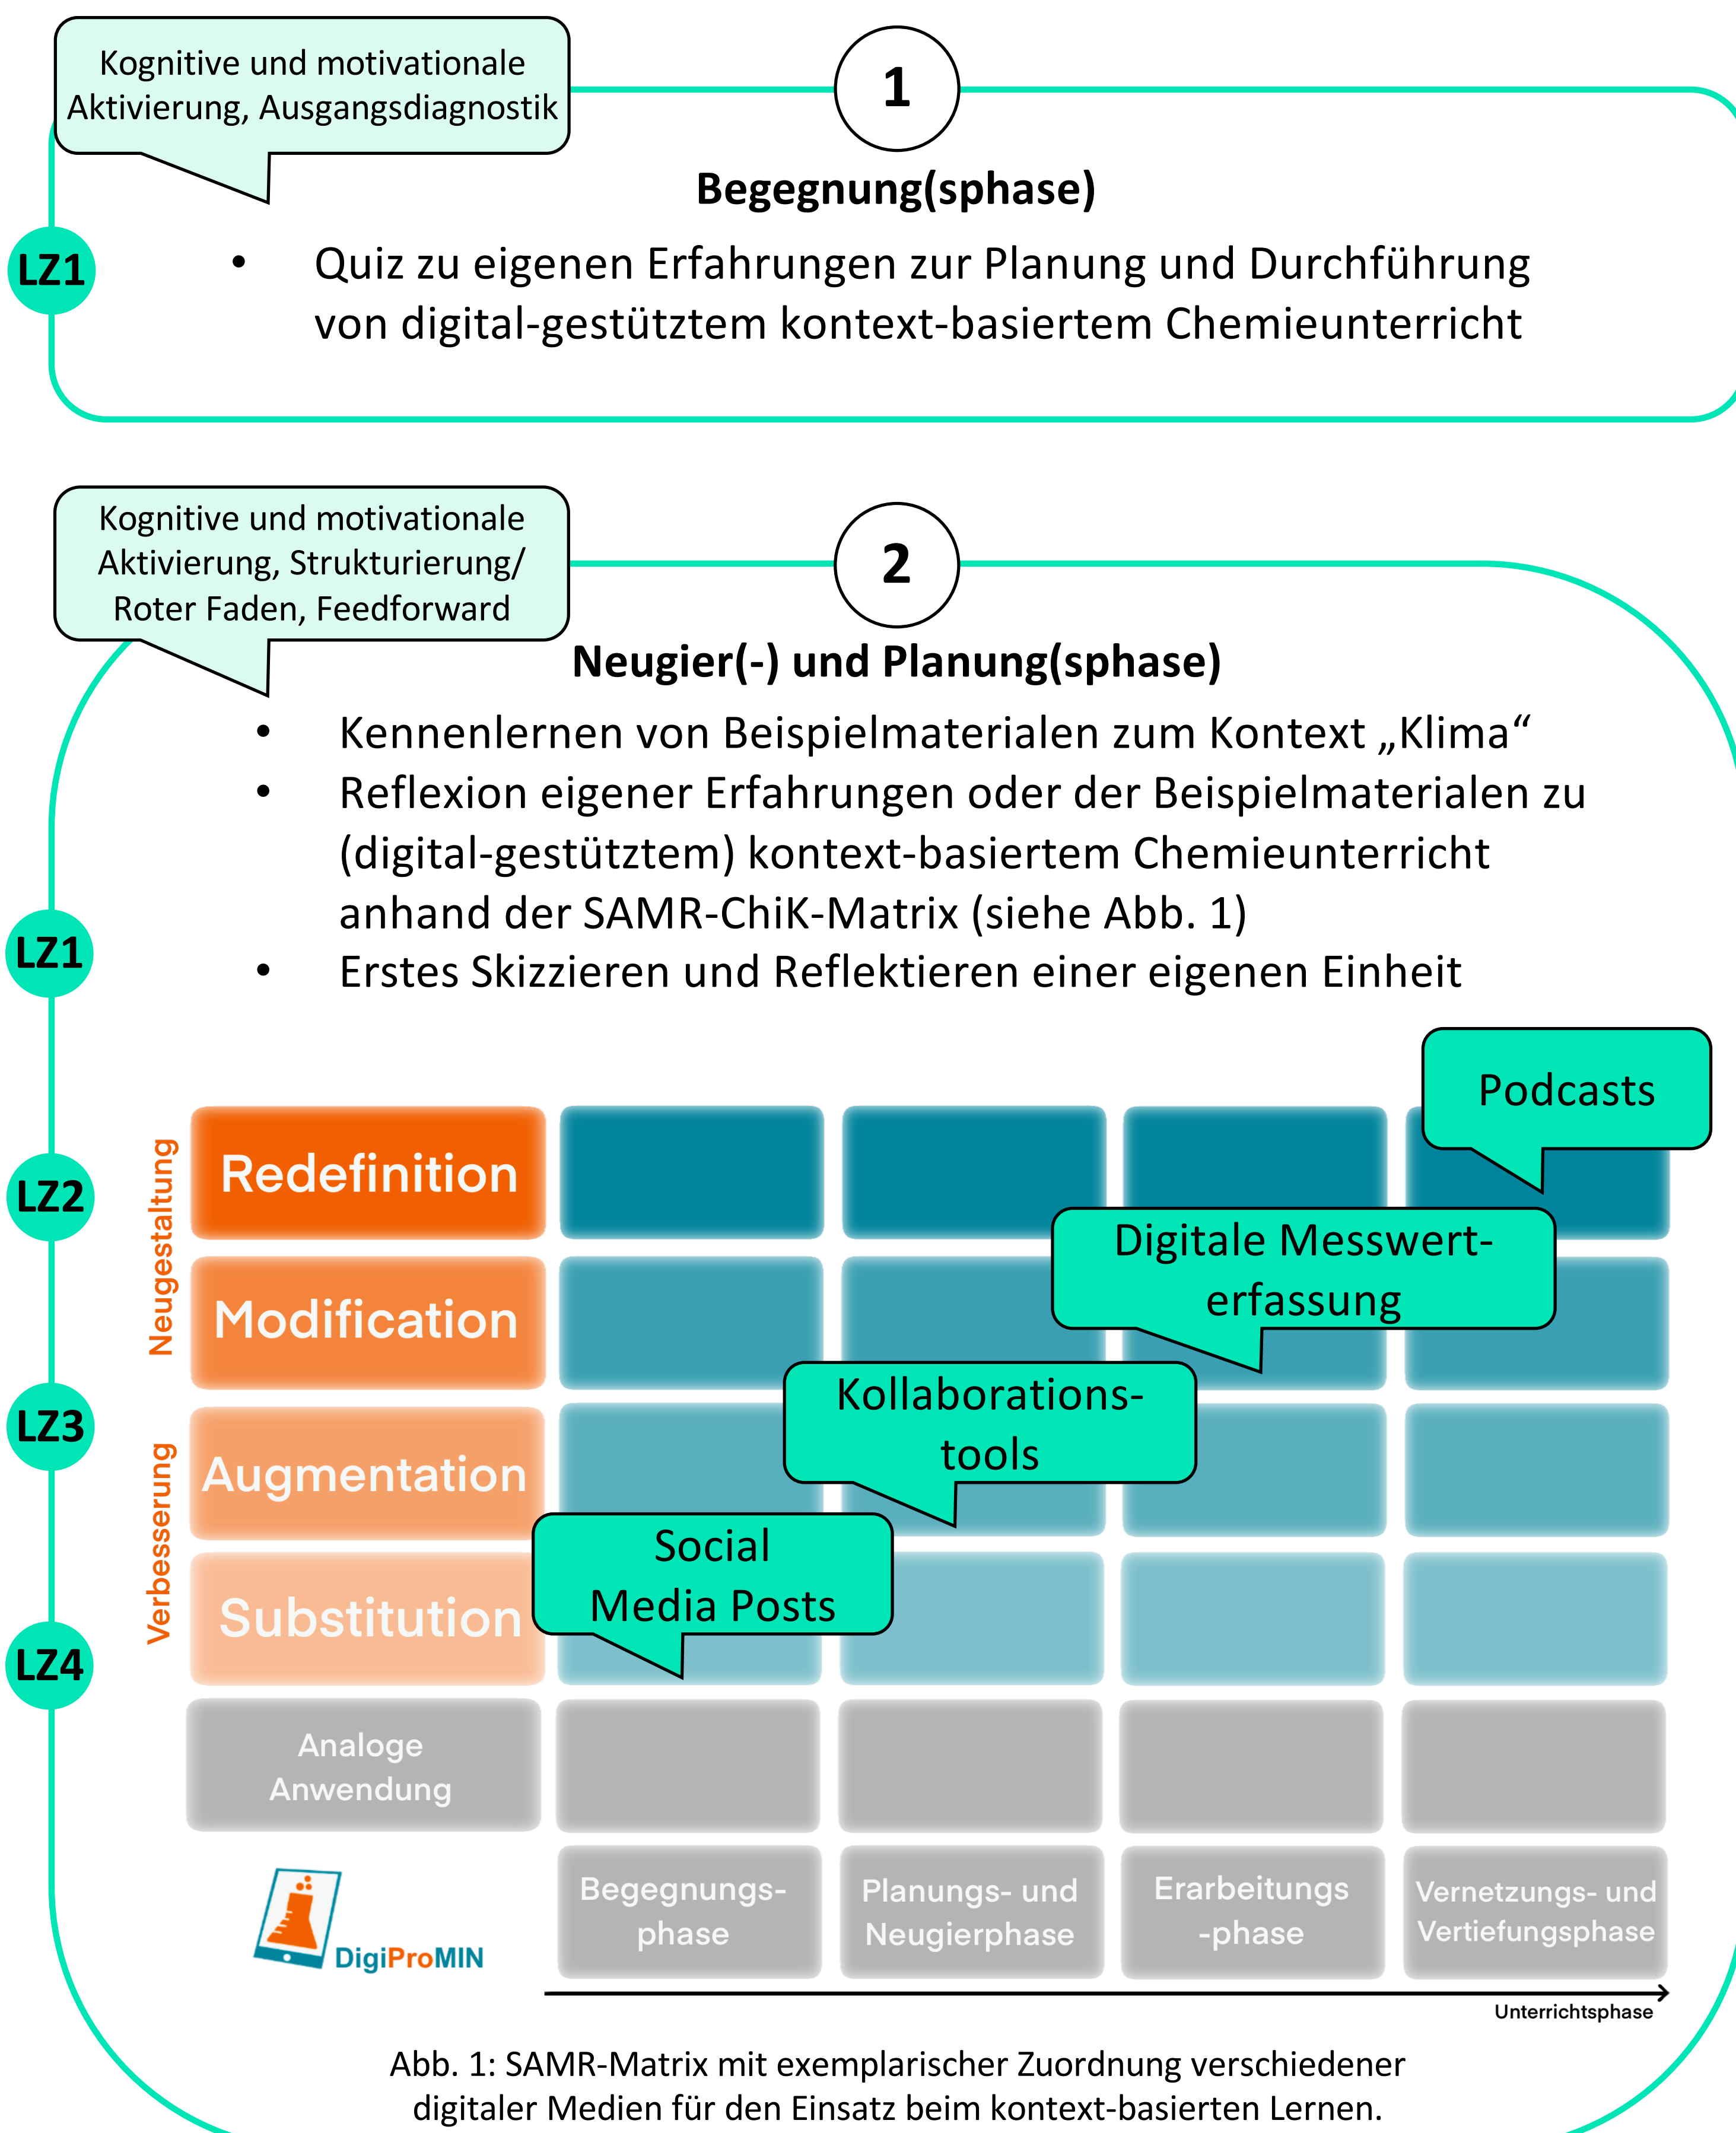 Kognitive und motivationale
Aktivierung, Ausgangsdiagnostik
1
Begegnung(sphase)
LZ1
• Quiz zu eigenen Erfahrungen zur Planung und Durchführung
von digital-gestütztem kontext-basiertem Chemieunterricht
Kognitive und motivationale
Aktivierung, Strukturierung/
Roter Faden, Feedforward
2
Neugier(-) und Planung(sphase)
• Kennenlernen von Beispielmaterialen zum Kontext „Klima“
• Reflexion eigener Erfahrungen oder der Beispielmaterialen zu
(digital-gestütztem) kontext-basiertem Chemieunterricht
anhand der SAMR-ChiK-Matrix (siehe Abb. 1)
LZ1
• Erstes Skizzieren und Reflektieren einer eigenen Einheit
Podcasts
Neugestaltung
Redefinition
LZ2
Digitale Messwert-
erfassung
Modification
Kollaborations-
tools
LZ3
Verbesserung
Augmentation
Social
Media Posts
Substitution
LZ4
Analoge
Anwendung
Begegnungs-
phase
Planungs- und
Neugierphase
Erarbeitungs
-phase
Vernetzungs- und
Vertiefungsphase
DigiProMIN
Unterrichtsphase
Abb. 1: SAMR-Matrix mit exemplarischer Zuordnung verschiedener
digitaler Medien für den Einsatz beim kontext-basierten Lernen.